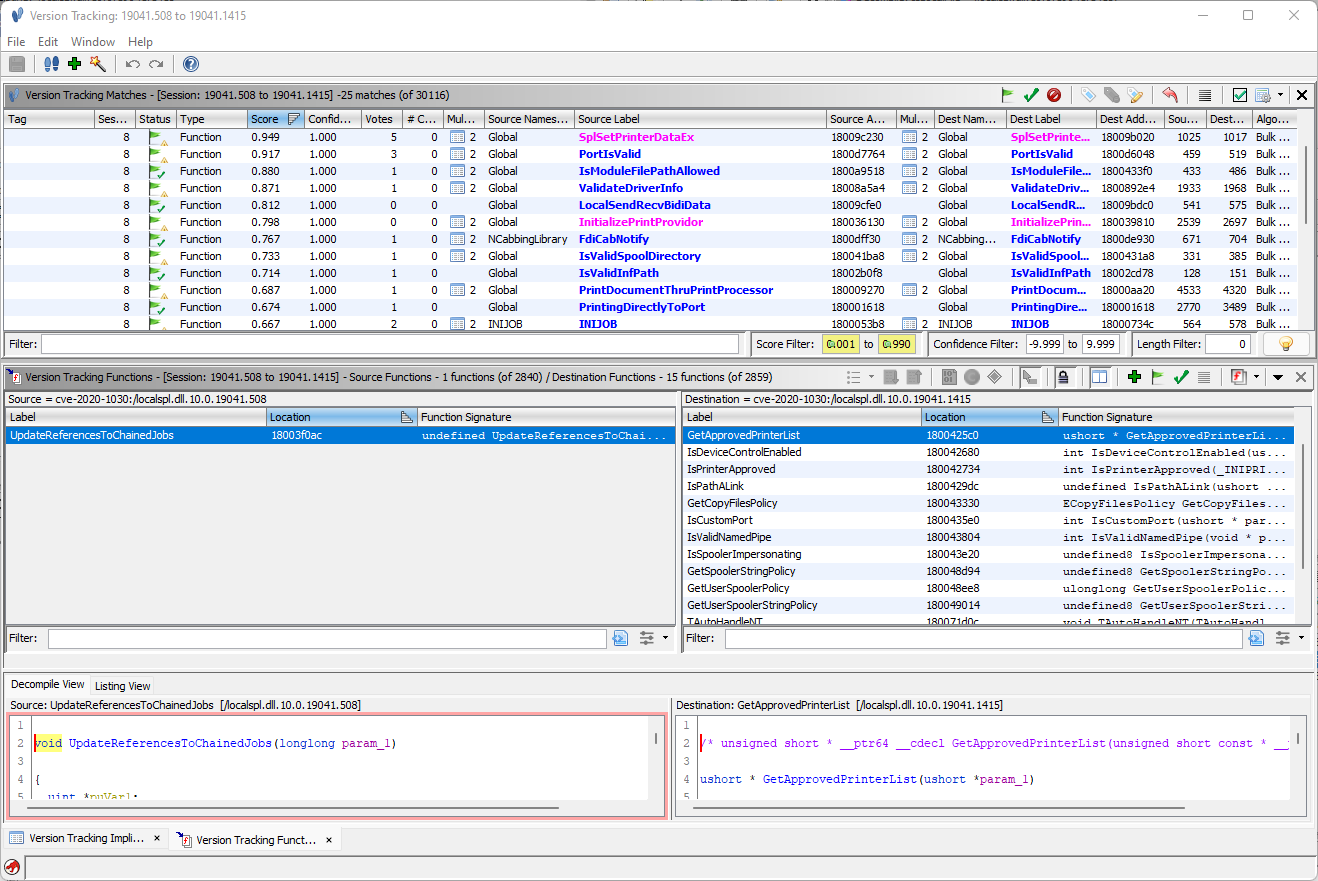 Version Tracking: 19041.508 to 19041.1415
File Edit Window Help
Version Tracking Matches - [Session: 19041.508 to 19041.1415] -25 matches (of 30116)
Tag Ses... Status Type Score Confid... Votes # C... Mul... Source Names... Source Label Source A... Mul... Dest Nam... Dest Label Dest Add... Sou... Dest... Algo...
8 Function 0.949 1.000 5 0 2 Global SplSetPrinterDataEx 18009c230 2 Global SplSetPrinte... 18009b020 1025 1017 Bulk ...
8 Function 0.917 1.000 3 0 2 Global PortIsValid 1800d7764 2 Global PortIsValid 1800d6048 459 519 Bulk ...
8 Function 0.880 1.000 1 0 2 Global IsModuleFilePathAllowed 1800a9518 2 Global IsModuleFile... 1800433f0 433 486 Bulk ...
8 Function 0.871 1.000 1 0 2 Global ValidateDriverInfo 18008a5a4 2 Global ValidateDriv... 1800892e4 1933 1968 Bulk ...
8 Function 0.812 1.000 0 0 Global LocalSendRecvBidiData 18009cfe0 Global LocalSendR... 18009bdc0 541 575 Bulk ...
8 Function 0.798 1.000 0 0 2 Global InitializePrintProvidor 180036130 2 Global InitializePrin... 180039810 2539 2697 Bulk ...
8 Function 0.767 1.000 1 0 2 NCabbingLibrary FdiCabNotify 1800dff30 2 NCabbing... FdiCabNotify 1800de930 671 704 Bulk ...
8 Function 0.733 1.000 1 0 2 Global IsValidSpoolDirectory 180041ba8 2 Global IsValidSpool... 1800431a8 331 385 Bulk ...
8 Function 0.714 1.000 1 0 Global IsValidInfPath 18002b0f8 Global IsValidInfPath 18002cd78 128 151 Bulk ...
8 Function 0.687 1.000 1 0 2 Global PrintDocumentThruPrintProcessor 180009270 2 Global PrintDocum... 18000aa20 4533 4320 Bulk ...
8 Function 0.674 1.000 1 0 Global PrintingDirectlyToPort 180001618 Global PrintingDire... 180001618 2770 3489 Bulk ...
8 Function 0.667 1.000 2 0 2 INIJOB INIJOB 1800053b8 2 INIJOB INIJOB 18000734c 564 578 Bulk ...
Filter: Score Filter: 0.001 to 0.990 Confidence Filter: -9.999 to 9.999 Length Filter: 0
Version Tracking Functions - [Session: 19041.508 to 19041.1415] - Source Functions - 1 functions (of 2840) / Destination Functions - 15 functions (of 2859)
Source = cve-2020-1030:/localspl.dll.10.0.19041.508
Label Location Function Signature
UpdateReferencesToChainedJobs 18003f0ac undefined UpdateReferencesToChai...
Filter:
Destination = cve-2020-1030:/localspl.dll.10.0.19041.1415
Label Location Function Signature
GetApprovedPrinterList 1800425c0 ushort * GetApprovedPrinterLi...
IsDeviceControlEnabled 180042680 int IsDeviceControlEnabled(us...
IsPrinterApproved 180042734 int IsPrinterApproved(_INIPRI...
IsPathALink 1800429dc undefined IsPathALink(ushort ...
GetCopyFilesPolicy 180043330 ECopyFilesPolicy GetCopyFiles...
IsCustomPort 1800435e0 int IsCustomPort(ushort * par...
IsValidNamedPipe 180043804 int IsValidNamedPipe(void * p...
IsSpoolerImpersonating 180043e20 undefined8 IsSpoolerImpersona...
GetSpoolerStringPolicy 180048d94 undefined8 GetSpoolerStringPo...
GetUserSpoolerPolicy 180048ee8 ulonglong GetUserSpoolerPolic...
GetUserSpoolerStringPolicy 180049014 undefined8 GetUserSpoolerStri...
TAutoHandleNT 180071d0c void TAutoHandleNT(TAutoHandl...
Filter:
Decompile View Listing View
Source: UpdateReferencesToChainedJobs [/localspl.dll.10.0.19041.508]
1
2 void UpdateReferencesToChainedJobs(longlong param_1)
3
4 {
5 uint *puVar1;
Destination: GetApprovedPrinterList [/localspl.dll.10.0.19041.1415]
1
2 /* unsigned short * __ptr64 __cdecl GetApprovedPrinterList(unsigned short const *
3
4 ushort * GetApprovedPrinterList(ushort *param_1)
5
Version Tracking Impli... × Version Tracking Funct... ×